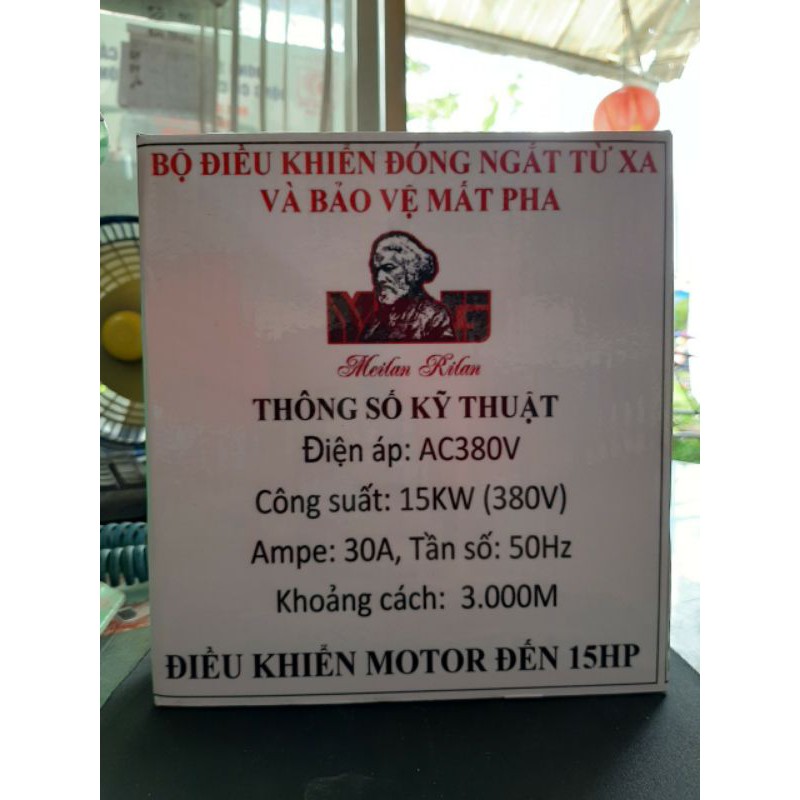 BỘ ĐIỀU KHIỂN ĐÓNG NGẮT TỪ XA
VÀ BẢO VỆ MẤT PHA
Meilan Rilan
THÔNG SỐ KỸ THUẬT
Điện áp: AC380V
Công suất: 15KW (380V)
Ampe: 30A, Tần số: 50Hz
Khoảng cách: 3.000M
ĐIỀU KHIỂN MOTOR ĐẾN 15HP